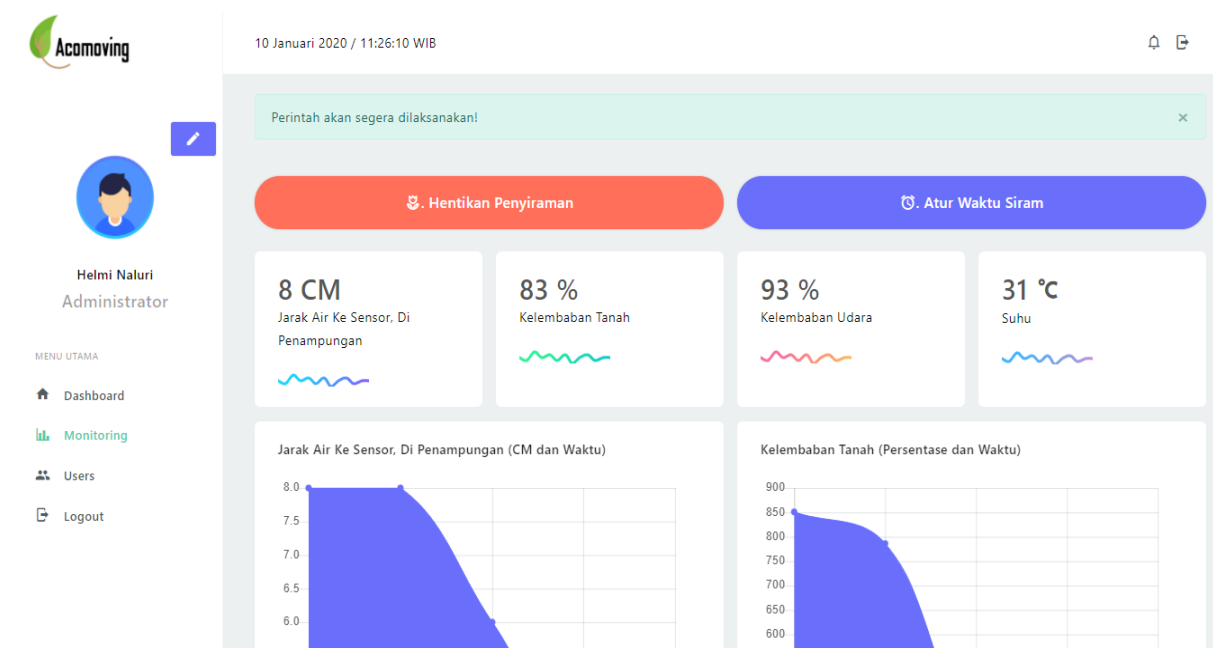 Acomoving
10 Januari 2020 / 11:26:10 WIB
Perintah akan segera dilaksanakan!
×
. Hentikan Penyiraman
. Atur Waktu Siram
Helmi Naluri
Administrator
MENU UTAMA
Dashboard
Monitoring
Users
Logout
8 CM
Jarak Air Ke Sensor, Di
Penampungan
83 %
Kelembaban Tanah
93 %
Kelembaban Udara
31 ℃
Suhu
Jarak Air Ke Sensor, Di Penampungan (CM dan Waktu)
8.0
7.5
7.0
6.5
6.0
Kelembaban Tanah (Persentase dan Waktu)
900
850
800
750
700
650
600